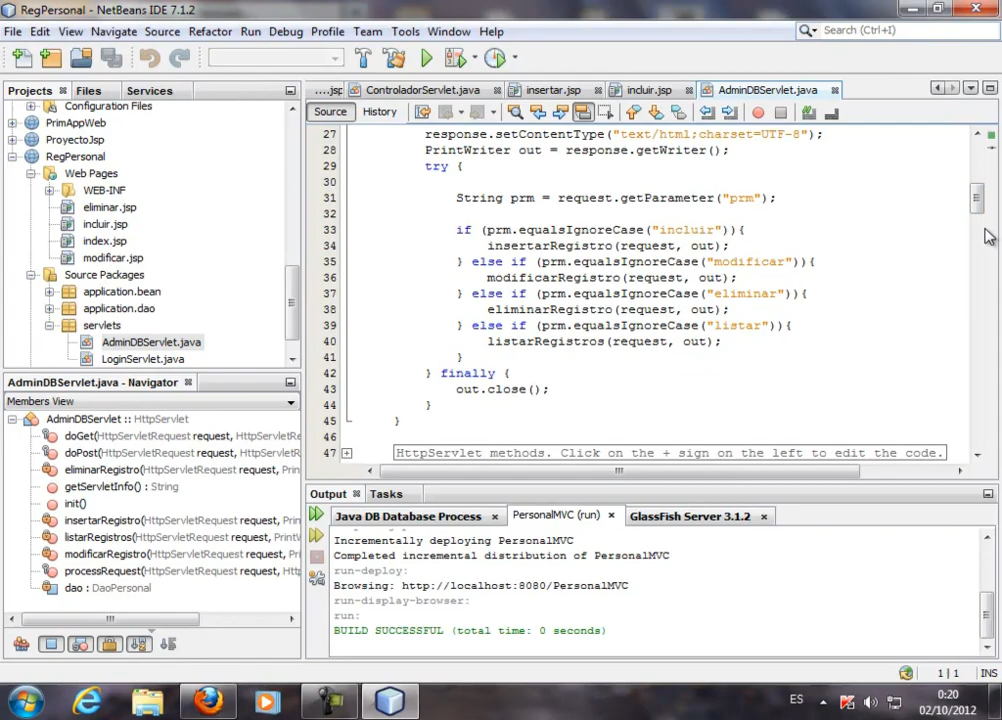 RegPersonal - NetBeans IDE 7.1.2
File Edit View Navigate Source Refactor Run Debug Profile Team Tools Window Help
Search (Ctrl+I)
Projects Files Services
Configuration Files
PrimAppWeb
ProyectoJsp
RegPersonal
Web Pages
WEB-INF
eliminar.jsp
incluir.jsp
index.jsp
modificar.jsp
Source Packages
application.bean
application.dao
servlets
AdminDBServlet.java
LoginServlet.java
AdminDBServlet.java - Navigator
Members View
AdminDBServlet :: HttpServlet
doGet(HttpServletRequest request,
doPost(HttpServletRequest request,
eliminarRegistro(HttpServletRequest request, Prin
getServletInfo() : String
init()
insertarRegistro(HttpServletRequest request, Prin
listarRegistros(HttpServletRequest request, PrintW
modificarRegistro(HttpServletRequest request, Pri
processRequest(HttpServletRequest request, Http
dao : DaoPersonal
....jsp ControladorServlet.java insertar.jsp incluir.jsp AdminDBServlet.java
Source History
27 response.setContentType("text/html;charset=UTF-8");
28 PrintWriter out = response.getWriter();
29 try {
30
31 String prm = request.getParameter("prm");
32
33 if (prm.equalsIgnoreCase("incluir")){
34 insertarRegistro(request, out);
35 } else if (prm.equalsIgnoreCase("modificar")){
36 modificarRegistro(request, out);
37 } else if (prm.equalsIgnoreCase("eliminar")){
38 eliminarRegistro(request, out);
39 } else if (prm.equalsIgnoreCase("listar")){
40 listarRegistros(request, out);
41 }
42 } finally {
43 out.close();
44 }
45 }
46
47 HttpServlet methods. Click on the + sign on the left to edit the code.
Output Tasks
Java DB Database Process PersonalMVC (run) GlassFish Server 3.1.2
Incrementally deploying PersonalMVC
Completed incremental distribution of PersonalMVC
run-deploy:
Browsing: http://localhost:8080/PersonalMVC
run-display-browser:
run:
BUILD SUCCESSFUL (total time: 0 seconds)
1|1 INS
ES
0:20
02/10/2012